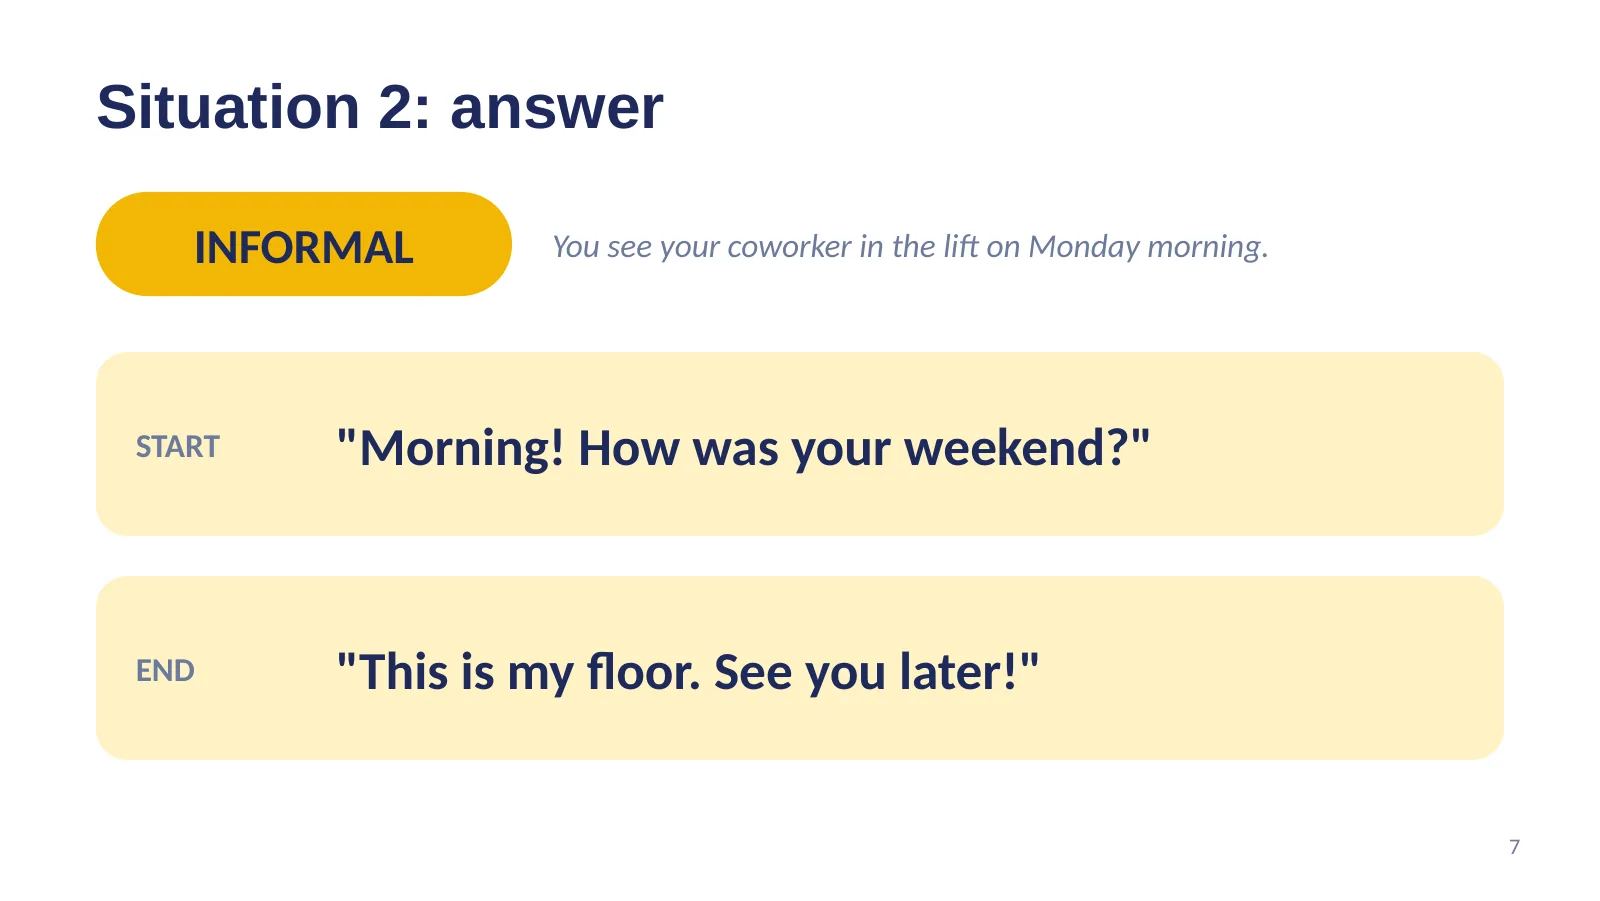 Situation 2: answer
INFORMAL
You see your coworker in the lift on Monday morning.
START
"Morning! How was your weekend?"
END
"This is my floor. See you later!"
7